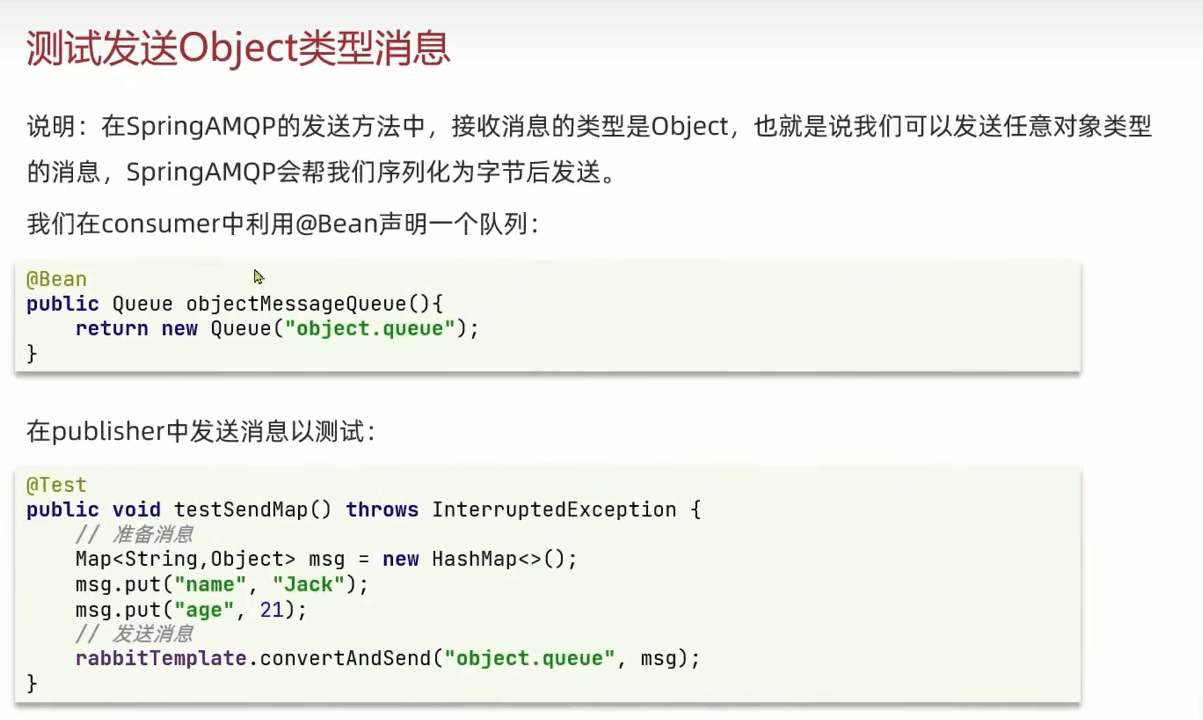 测试发送Object类型消息
说明：在SpringAMQP的发送方法中，接收消息的类型是Object，也就是说我们可以发送任意对象类型
的消息，SpringAMQP会帮我们序列化为字节后发送。
我们在consumer中利用@Bean声明一个队列：
@Bean
public Queue objectMessageQueue(){
    return new Queue("object.queue");
}
在publisher中发送消息以测试：
@Test
public void testSendMap() throws InterruptedException {
    // 准备消息
    Map<String,Object> msg = new HashMap<>();
    msg.put("name", "Jack");
    msg.put("age", 21);
    // 发送消息
    rabbitTemplate.convertAndSend("object.queue", msg);
}